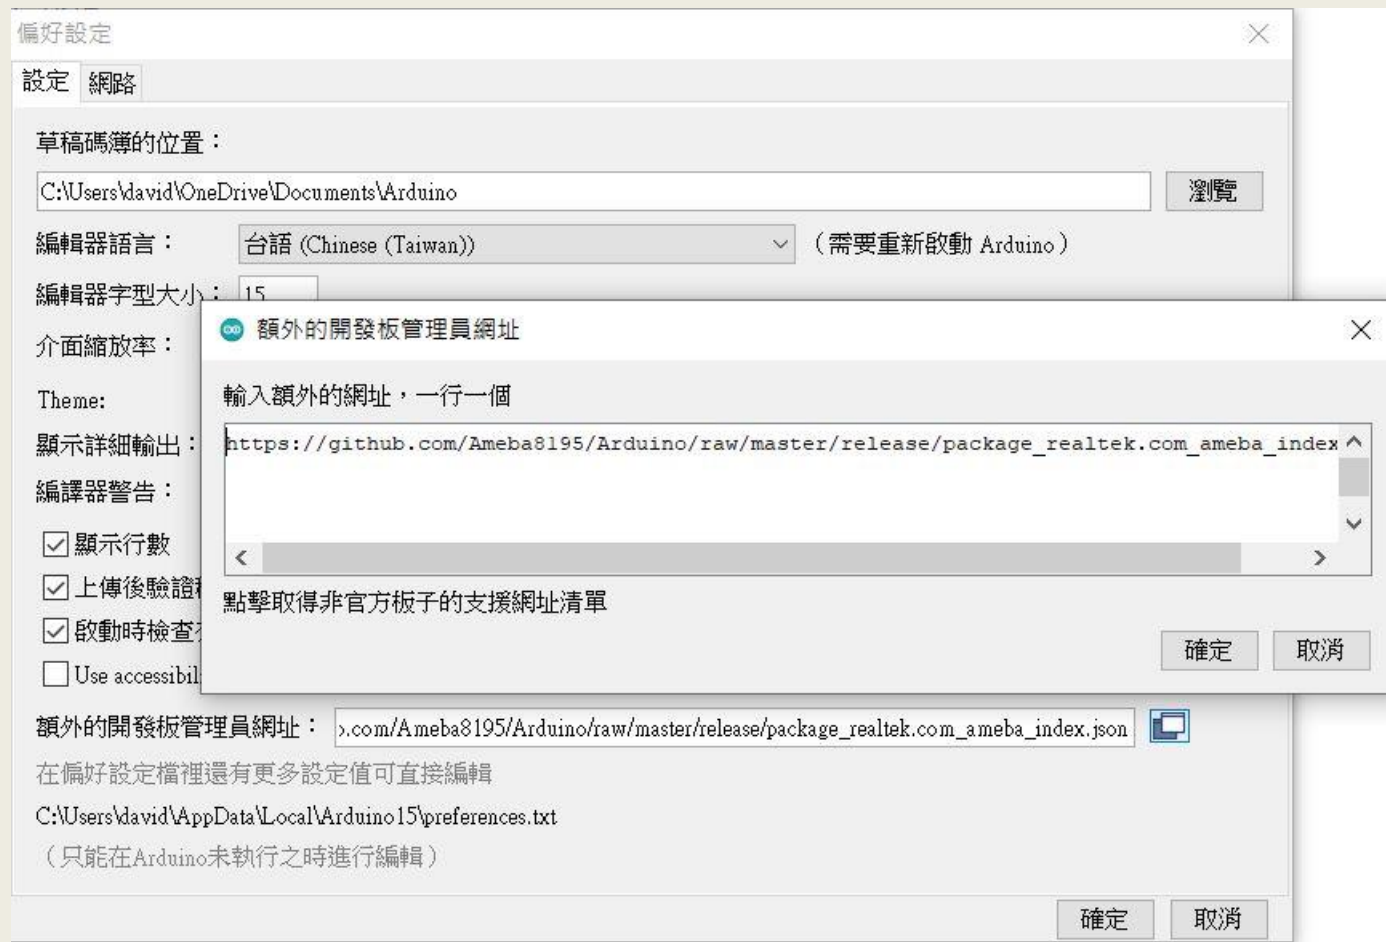 偏好設定
設定 網路
草稿碼簿的位置：
C:\Users\david\OneDrive\Documents\Arduino 瀏覽
編輯器語言： 台語 (Chinese (Taiwan)) （需要重新啟動 Arduino）
編輯器字型大小： 15
介面縮放率：
Theme:
顯示詳細輸出：
編譯器警告：
顯示行數
上傳後驗證
啟動時檢查
Use accessibil
額外的開發板管理員網址
輸入額外的網址，一行一個
https://github.com/Ameba8195/Arduino/raw/master/release/package_realtek.com_ameba_index
點擊取得非官方板子的支援網址清單
確定 取消
額外的開發板管理員網址： .com/Ameba8195/Arduino/raw/master/release/package_realtek.com_ameba_index.json
在偏好設定檔裡還有更多設定值可直接編輯
C:\Users\david\AppData\Local\Arduino15\preferences.txt
（只能在Arduino未執行之時進行編輯）
確定 取消